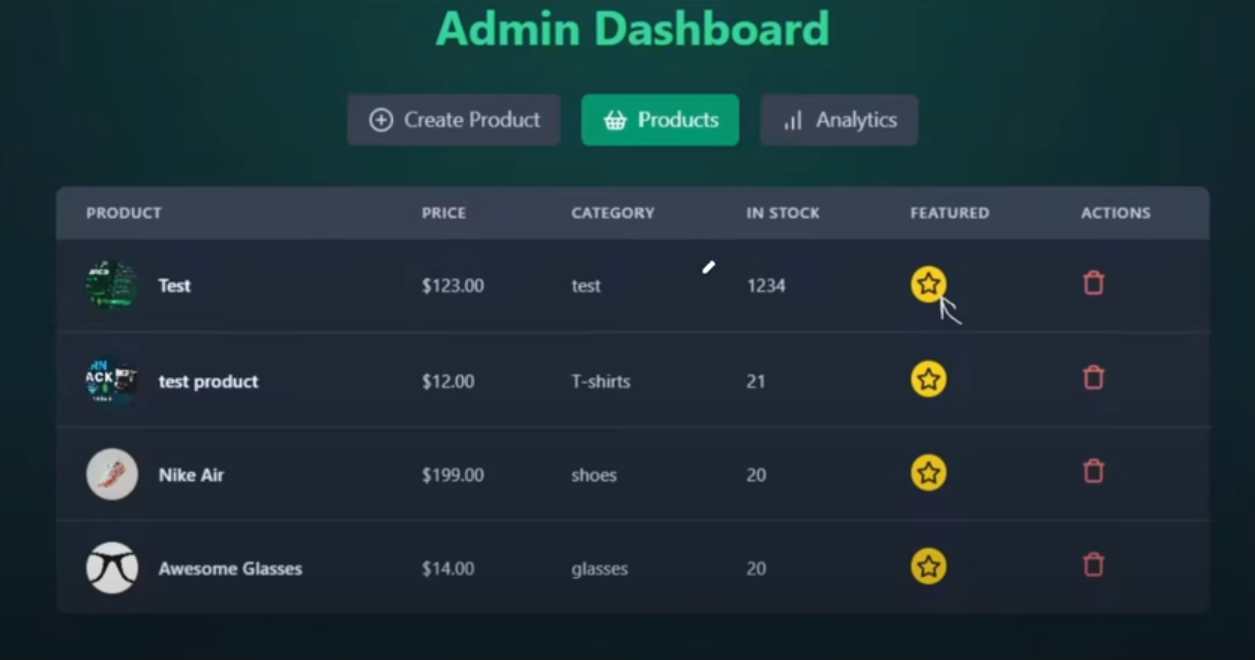 Admin Dashboard
Create Product Products Analytics
PRODUCT PRICE CATEGORY IN STOCK FEATURED ACTIONS
Test $123.00 test 1234
test product $12.00 T-shirts 21
Nike Air $199.00 shoes 20
Awesome Glasses $14.00 glasses 20